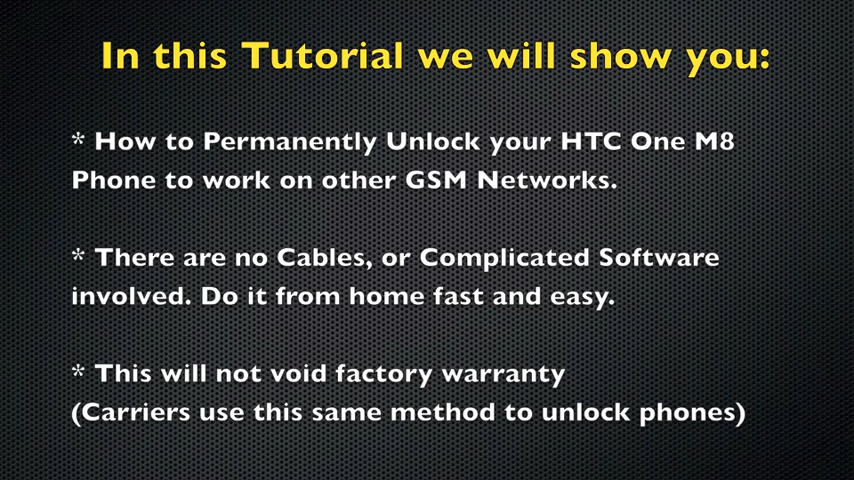 In this Tutorial we will show you:
* How to Permanently Unlock your HTC One M8
Phone to work on other GSM Networks.
* There are no Cables, or Complicated Software
involved. Do it from home fast and easy.
* This will not void factory warranty
(Carriers use this same method to unlock phones)